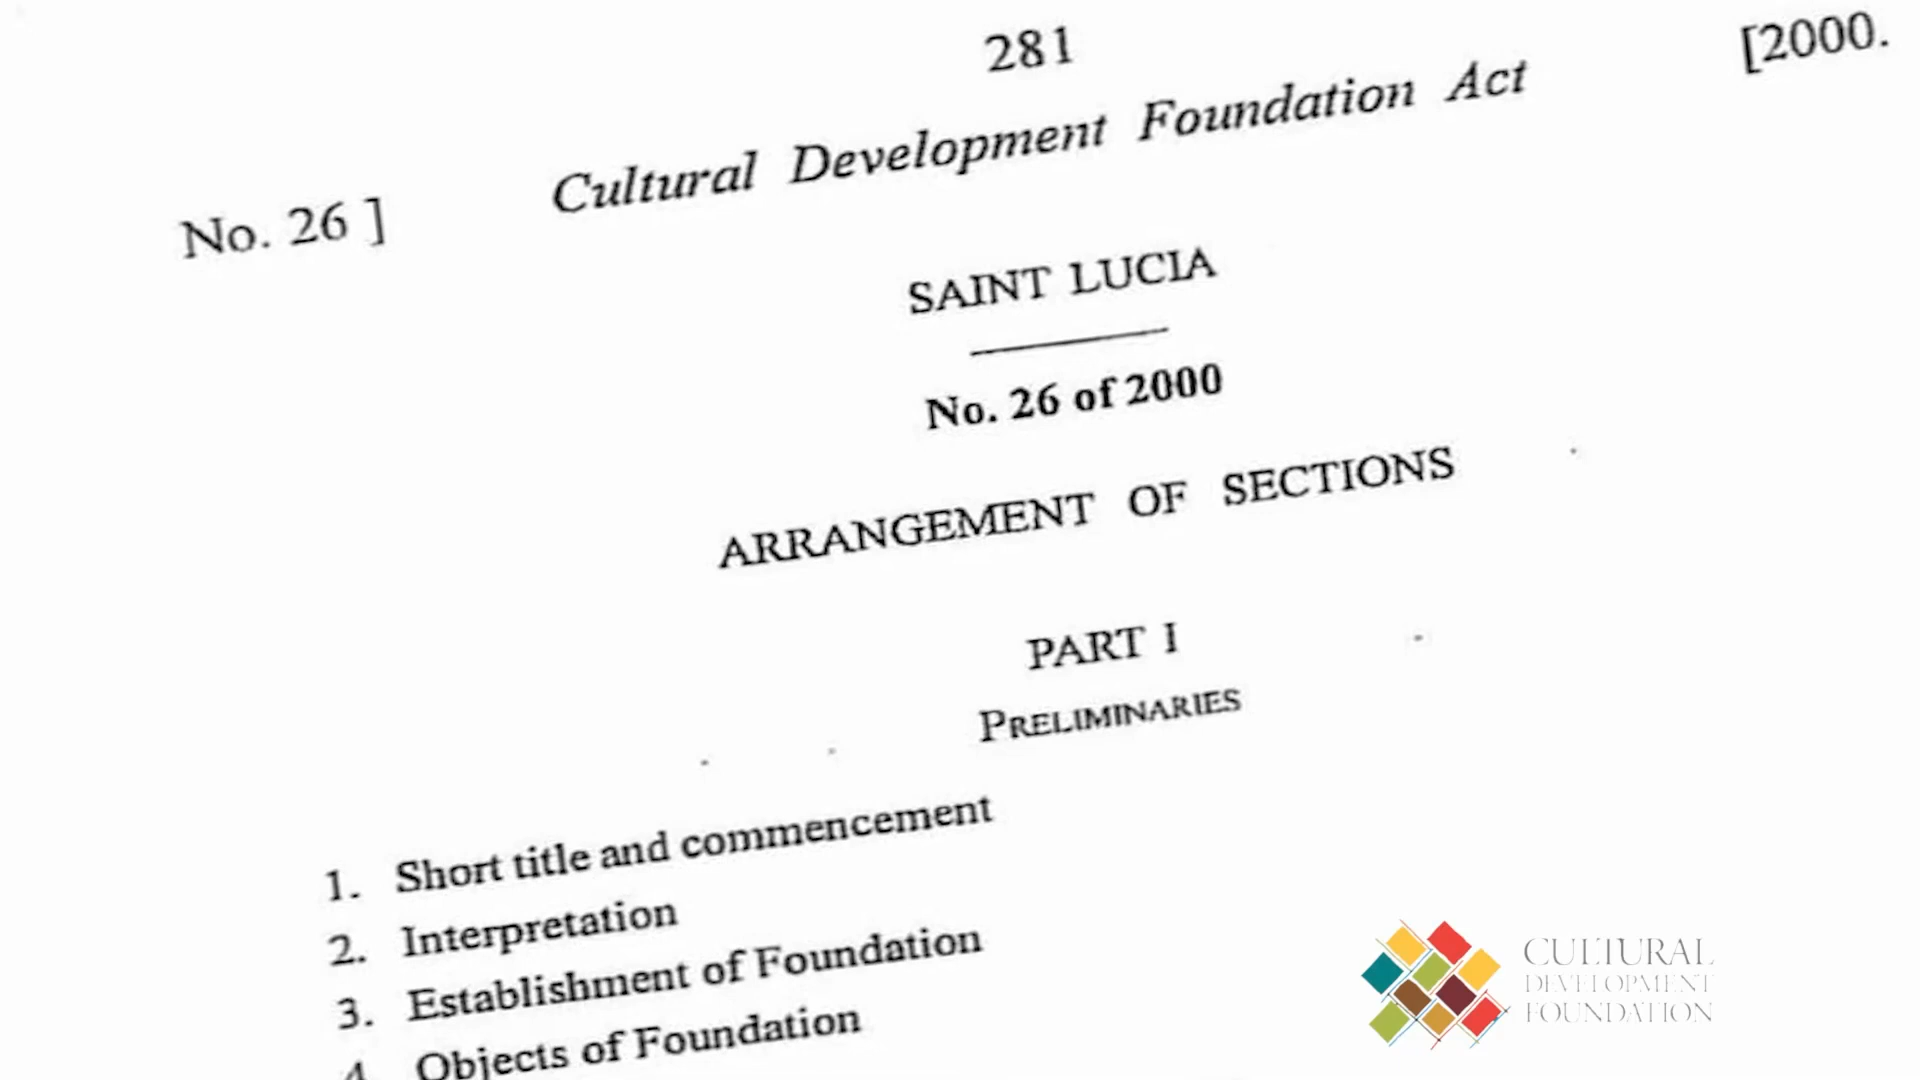 281
No. 26 ] Cultural Development Foundation Act [2000.
SAINT LUCIA
No. 26 of 2000
ARRANGEMENT OF SECTIONS
PART I
PRELIMINARIES
1. Short title and commencement
2. Interpretation
3. Establishment of Foundation
4. Objects of Foundation
CULTURAL
DEVELOPMENT
FOUNDATION